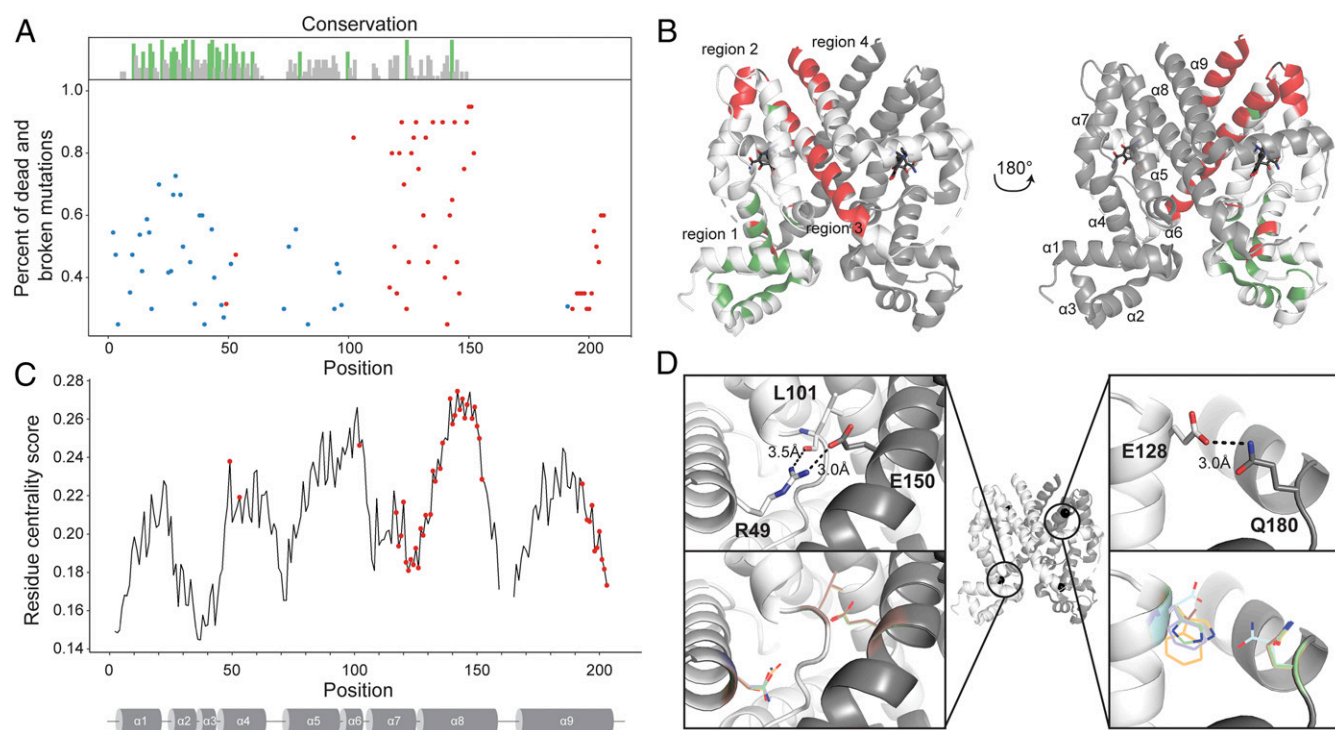 A
Conservation
Percent of dead and
broken mutations
1.0
0.8
0.6
0.4
0
50
100
150
200
Position
B
region 2
region 4
region 1
region 3
180°
α9
α8
α7
α5
α4
α6
α1
α3
α2
C
Residue centrality score
0.28
0.26
0.24
0.22
0.20
0.18
0.16
0.14
0
50
100
150
200
Position
α1
α2
α3
α4
α5
α6
α7
α8
α9
D
L101
3.5Å
3.0Å
E150
R49
E128
3.0Å
Q180